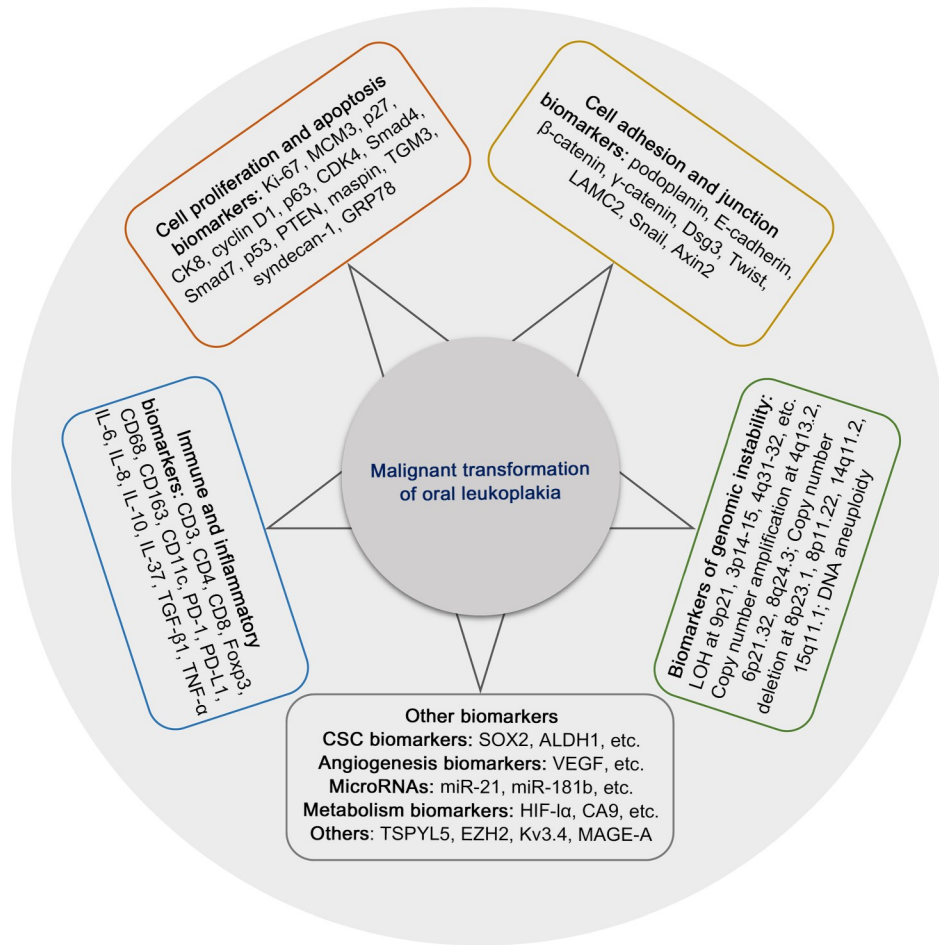 Cell proliferation and apoptosis
biomarkers: Ki-67, MCM3, p27,
CK8, cyclin D1, p63, CDK4, Smad4,
Smad7, p53, PTEN, maspin, TGM3,
syndecan-1, GRP78
Cell adhesion and junction
biomarkers: podoplanin, E-cadherin,
β-catenin, γ-catenin, Dsg3, Twist,
LAMC2, Snail, Axin2
Immune and inflammatory
biomarkers: CD3, CD4, CD8, Foxp3,
CD68, CD163, CD11c, PD-1, PD-L1,
IL-6, IL-8, IL-10, IL-37, TGF-β1, TNF-α
Malignant transformation
of oral leukoplakia
Biomarkers of genomic instability:
LOH at 9p21, 3p14-15, 4q31-32, etc.
Copy number amplification at 4q13.2,
6p21.32, 8q24.3; Copy number
deletion at 8p23.1, 8p11.22, 14q11.2,
15q11.1; DNA aneuploidy
Other biomarkers
CSC biomarkers: SOX2, ALDH1, etc.
Angiogenesis biomarkers: VEGF, etc.
MicroRNAs: miR-21, miR-181b, etc.
Metabolism biomarkers: HIF-lα, CA9, etc.
Others: TSPYL5, EZH2, Kv3.4, MAGE-A